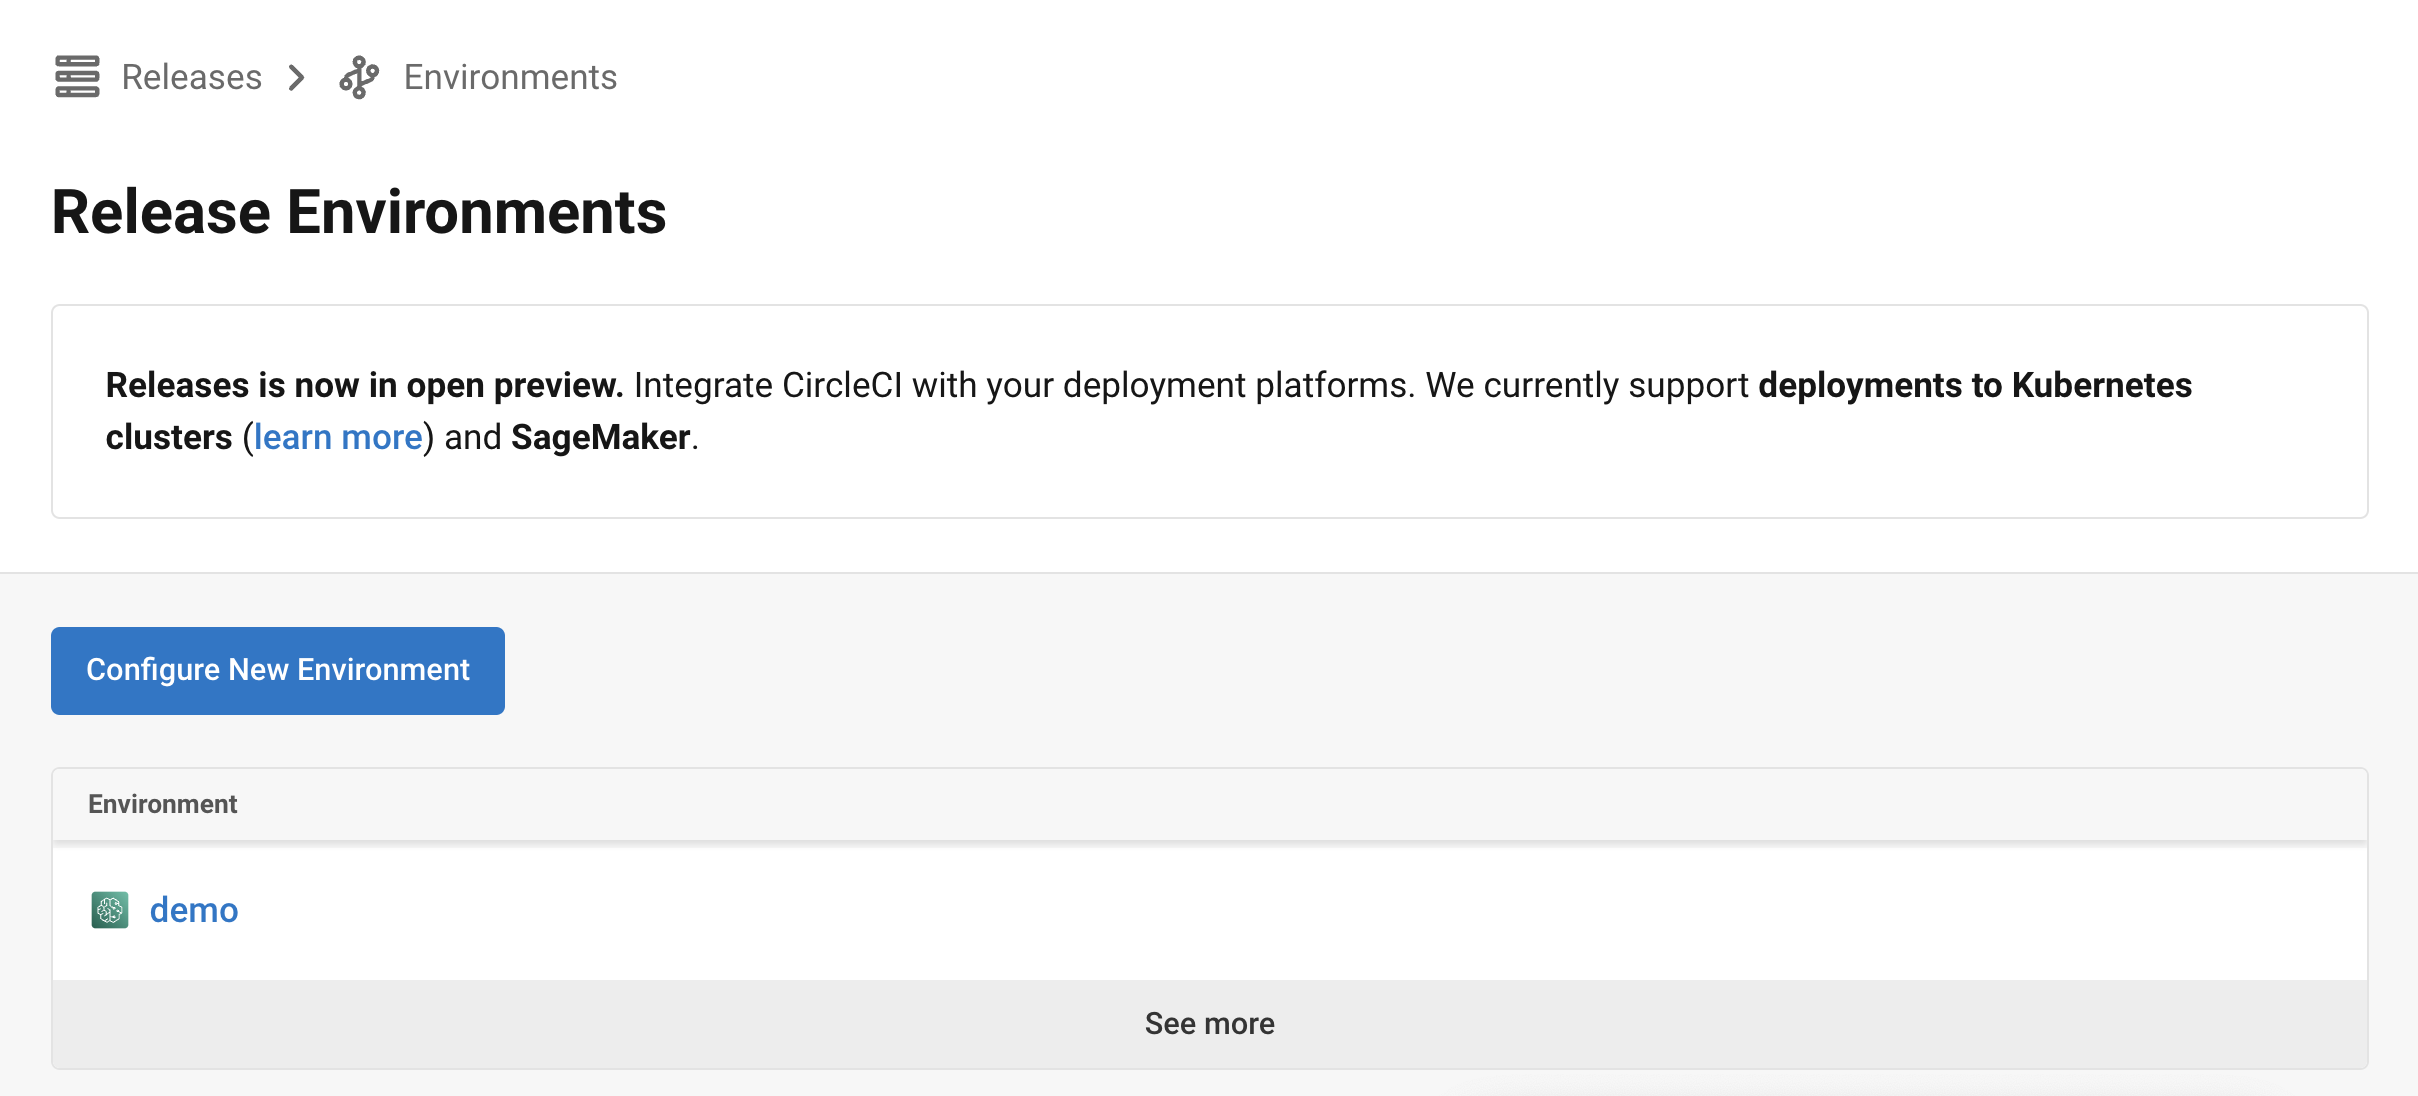 Releases > Environments
Release Environments
Releases is now in open preview. Integrate CircleCI with your deployment platforms. We currently support deployments to Kubernetes
clusters (learn more) and SageMaker.
Configure New Environment
Environment
demo
See more